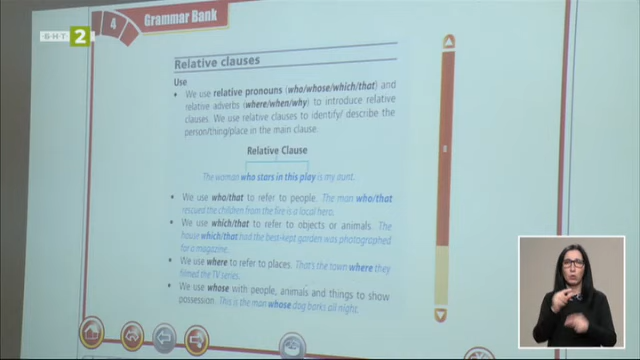 БНТ 2
4 Grammar Bank
Relative clauses
Use
• We use relative pronouns (who/whose/which/that) and
relative adverbs (where/when/why) to introduce relative
clauses. We use relative clauses to identify/ describe the
person/thing/place in the main clause.
Relative Clause
The woman who stars in this play is my aunt.
• We use who/that to refer to people. The man who/that
rescued the children from the fire is a local hero.
• We use which/that to refer to objects or animals. The
house which/that had the best-kept garden was photographed
for a magazine.
• We use where to refer to places. That's the town where they
filmed the TV series.
• We use whose with people, animals and things to show
possession. This is the man whose dog barks all night.